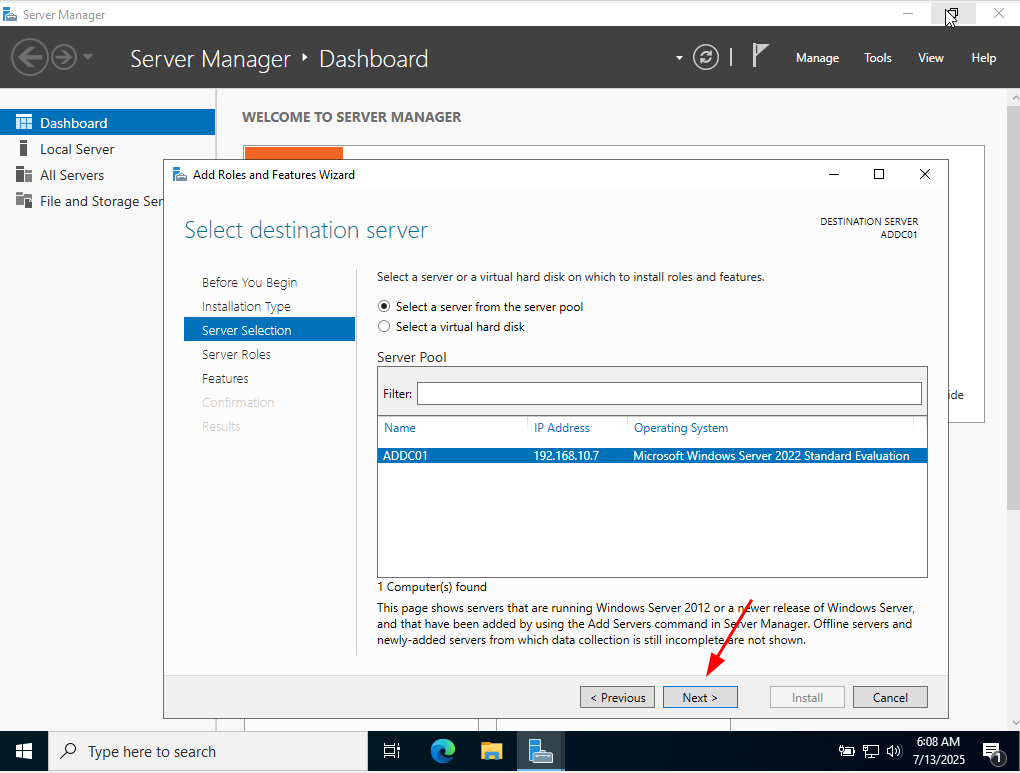 Server Manager
Server Manager ‣ Dashboard
Manage
Tools
View
Help
Dashboard
Local Server
All Servers
File and Storage Ser
WELCOME TO SERVER MANAGER
Add Roles and Features Wizard
Select destination server
DESTINATION SERVER
ADDC01
Before You Begin
Installation Type
Server Selection
Server Roles
Features
Confirmation
Results
Select a server or a virtual hard disk on which to install roles and features.
Select a server from the server pool
Select a virtual hard disk
Server Pool
Filter:
Name IP Address Operating System
ADDC01 192.168.10.7 Microsoft Windows Server 2022 Standard Evaluation
1 Computer(s) found
This page shows servers that are running Windows Server 2012 or a newer release of Windows Server,
and that have been added by using the Add Servers command in Server Manager. Offline servers and
newly-added servers from which data collection is still incomplete are not shown.
ide
< Previous
Next >
Install
Cancel
Type here to search
6:08 AM
7/13/2025
1